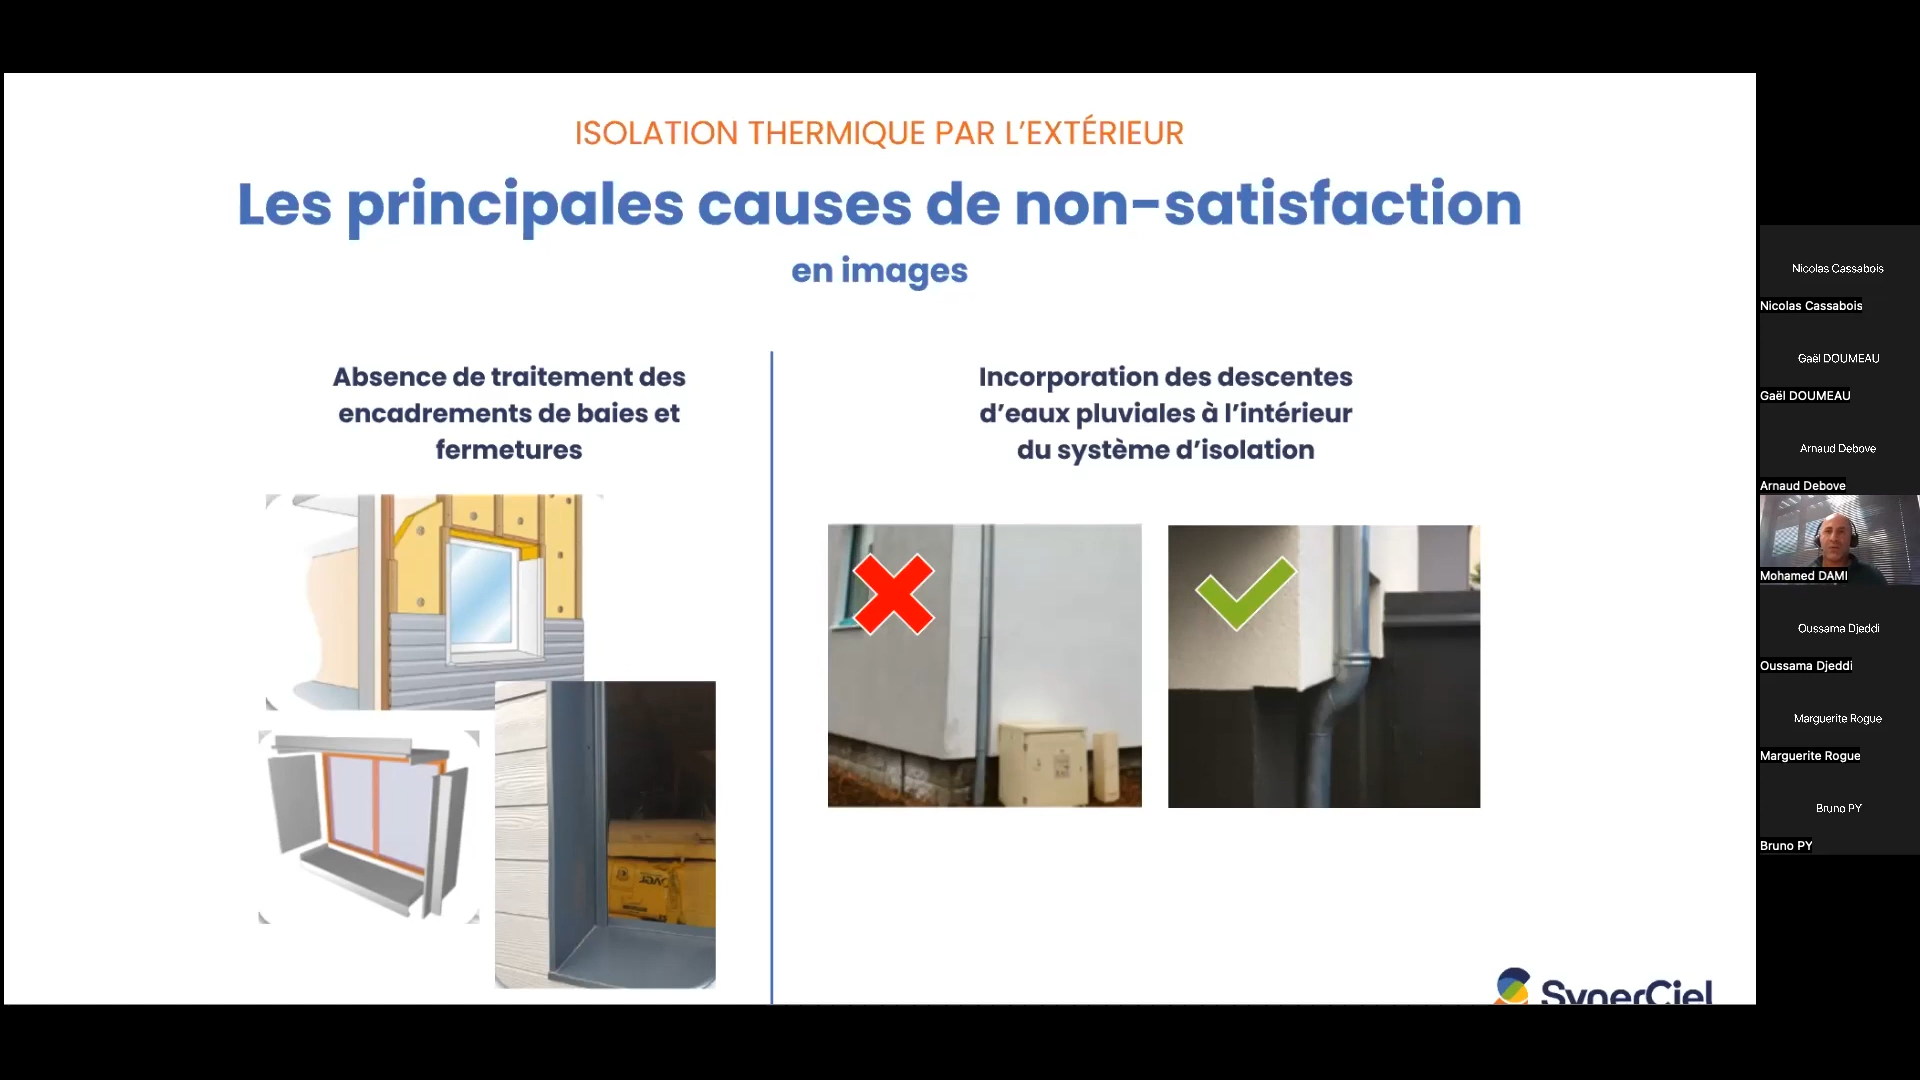 ISOLATION THERMIQUE PAR L'EXTÉRIEUR
Les principales causes de non-satisfaction
en images
Absence de traitement des
encadrements de baies et
fermetures
Incorporation des descentes
d'eaux pluviales à l'intérieur
du système d'isolation
SynerCiel
Nicolas Cassabois
Nicolas Cassabois
Gaël DOUMEAU
Gaël DOUMEAU
Arnaud Debove
Arnaud Debove
Mohamed DAMI
Oussama Djeddi
Oussama Djeddi
Marguerite Rogue
Marguerite Rogue
Bruno PY
Bruno PY